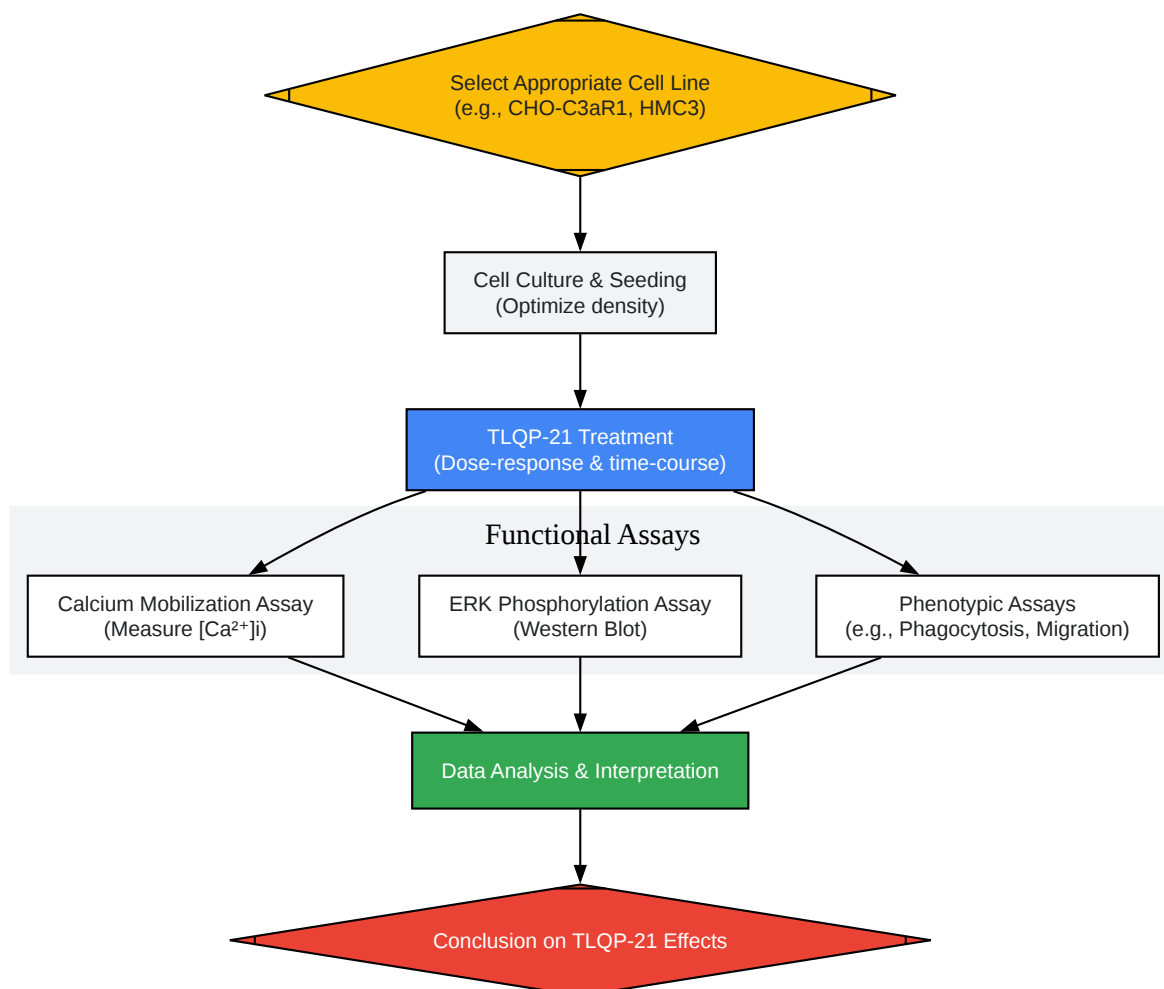 Select Appropriate Cell Line
(e.g., CHO-C3aR1, HMC3)
Cell Culture & Seeding
(Optimize density)
TLQP-21 Treatment
(Dose-response & time-course)
Functional Assays
Calcium Mobilization Assay
(Measure [Ca²⁺]i)
ERK Phosphorylation Assay
(Western Blot)
Phenotypic Assays
(e.g., Phagocytosis, Migration)
Data Analysis & Interpretation
Conclusion on TLQP-21 Effects